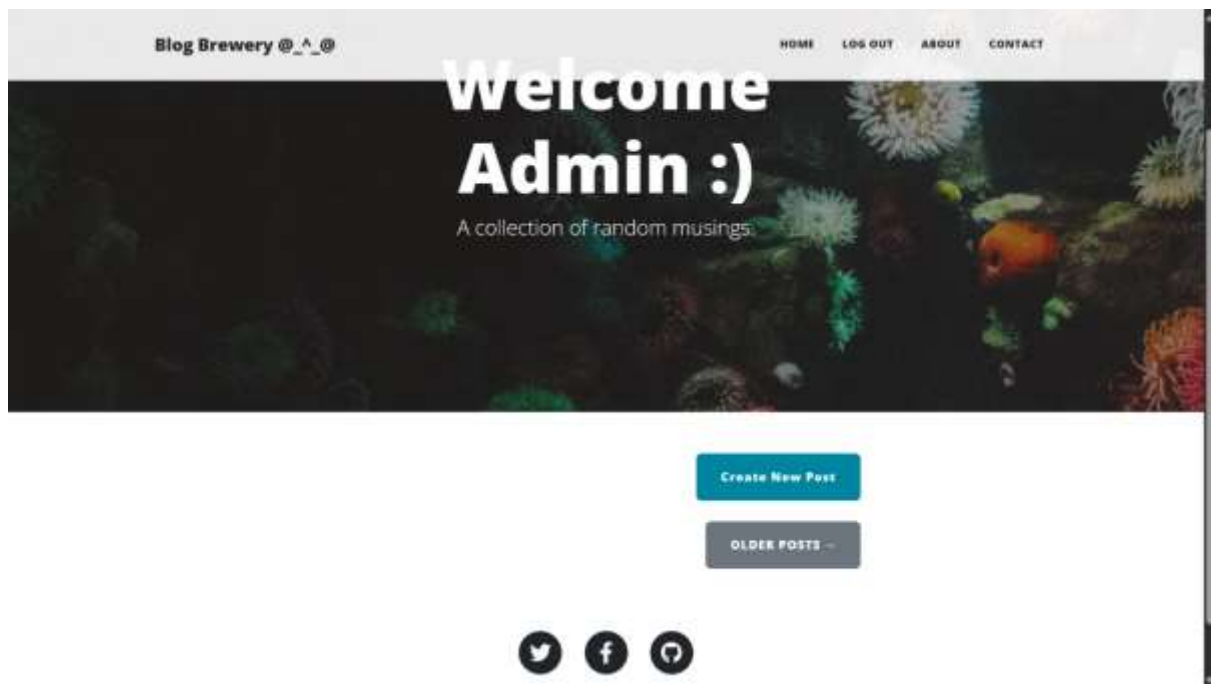 Blog Brewery @_^_@
HOME LOG OUT ABOUT CONTACT
Welcome
Admin :)
A collection of random musings.
Create New Post
OLDER POSTS →